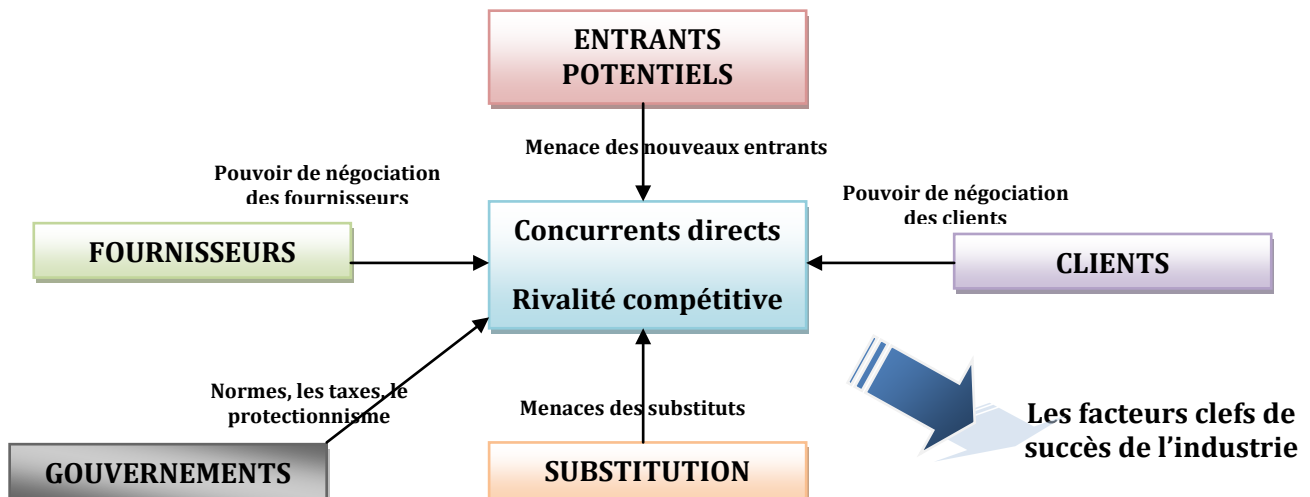 ENTRANTS
POTENTIELS
Menace des nouveaux entrants
Pouvoir de négociation
des fournisseurs
Pouvoir de négociation
des clients
FOURNISSEURS
Concurrents directs
Rivalité compétitive
CLIENTS
Normes, les taxes, le
protectionnisme
Menaces des substituts
Les facteurs clefs de
succès de l’industrie
GOUVERNEMENTS
SUBSTITUTION